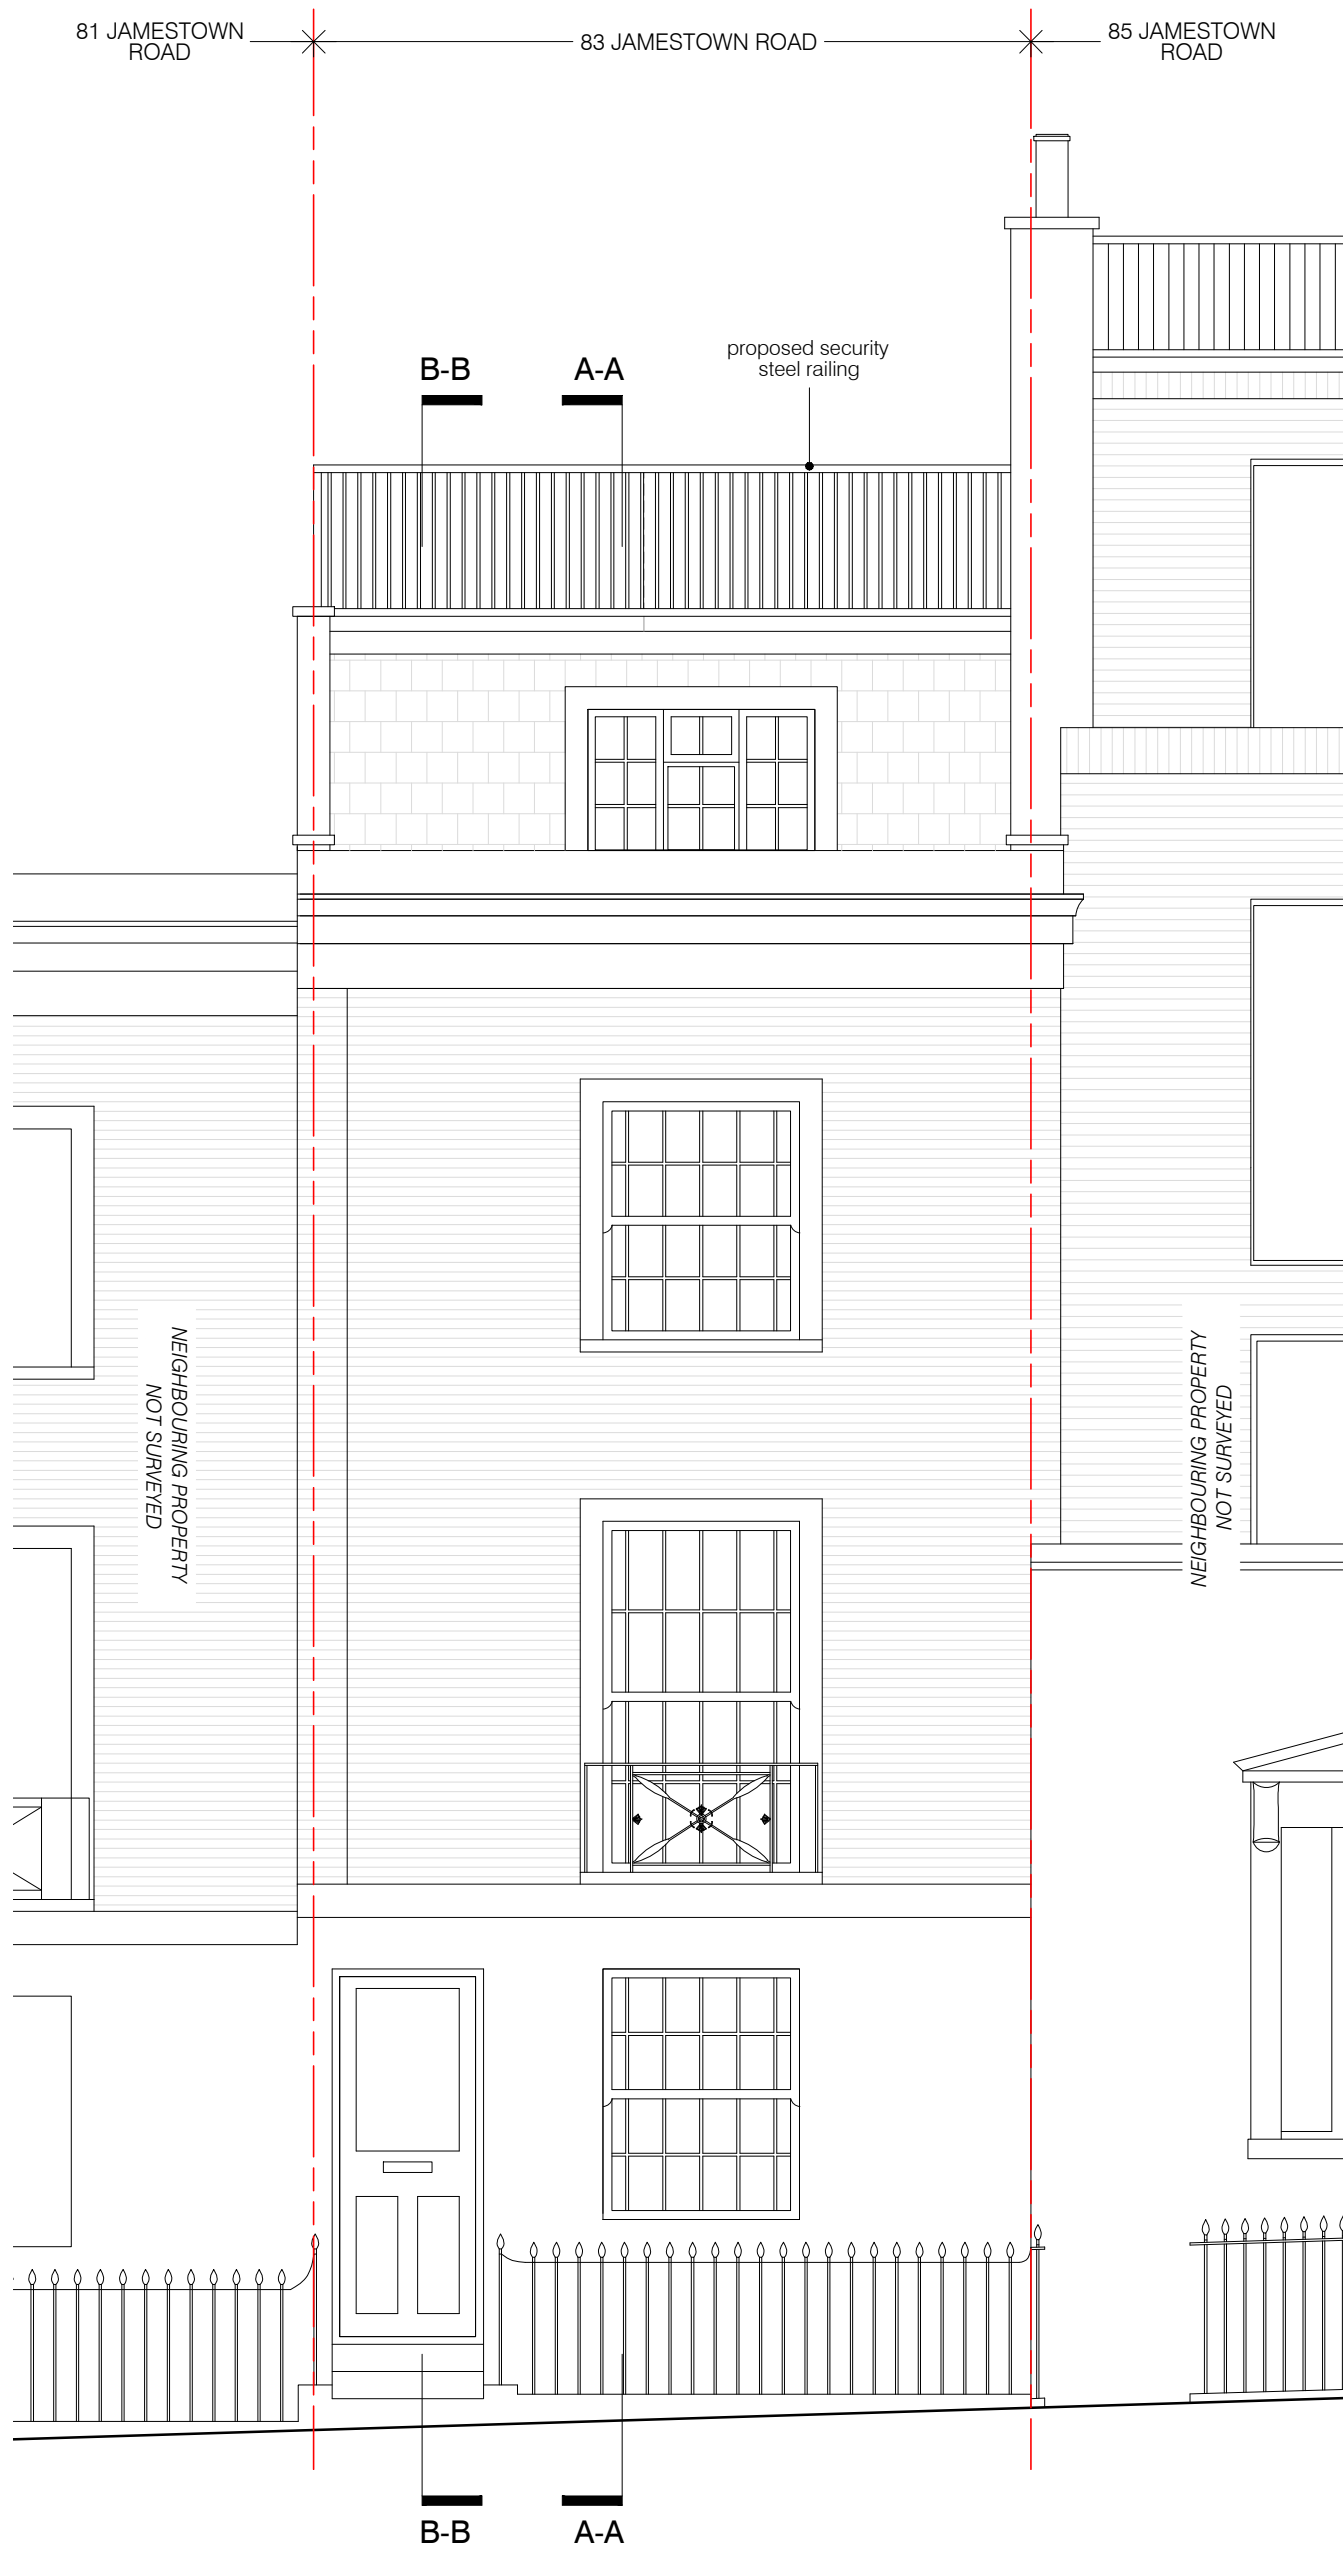 81 JAMESTOWN
ROAD
83 JAMESTOWN ROAD
85 JAMESTOWN
ROAD
proposed security
steel railing
B-B
A-A
NEIGHBOURING PROPERTY
NOT SURVEYED
NEIGHBOURING PROPERTY
NOT SURVEYED
B-B
A-A